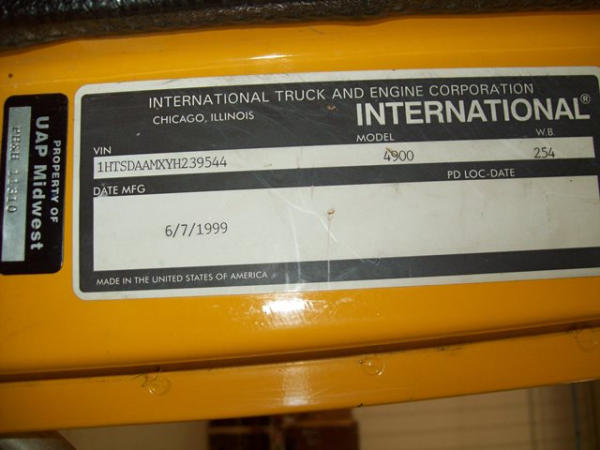 INTERNATIONAL TRUCK AND ENGINE CORPORATION
CHICAGO, ILLINOIS
INTERNATIONAL®
VIN
MODEL
W.B.
1HTSDAAMXYH239544
4900
254
DATE MFG
PD LOC-DATE
6/7/1999
MADE IN THE UNITED STATES OF AMERICA
PROPERTY OF
UAP Midwest